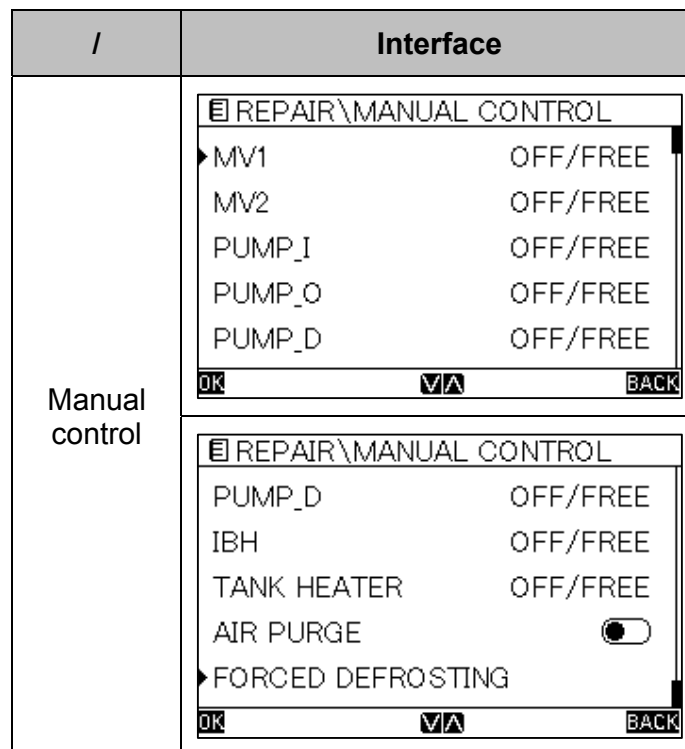 / Interface
Manual
control
REPAIR\MANUAL CONTROL
MV1 OFF/FREE
MV2 OFF/FREE
PUMP_I OFF/FREE
PUMP_O OFF/FREE
PUMP_D OFF/FREE
OK BACK
REPAIR\MANUAL CONTROL
PUMP_D OFF/FREE
IBH OFF/FREE
TANK HEATER OFF/FREE
AIR PURGE
FORCED DEFROSTING
OK BACK